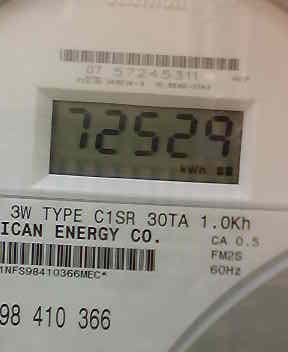 07 57245311
72529
kWh
3W TYPE C1SR 30TA 1.0Kh
ICAN ENERGY CO.
CA 0.5
FM2S
60Hz
1NFS98410366MEC*
98 410 366